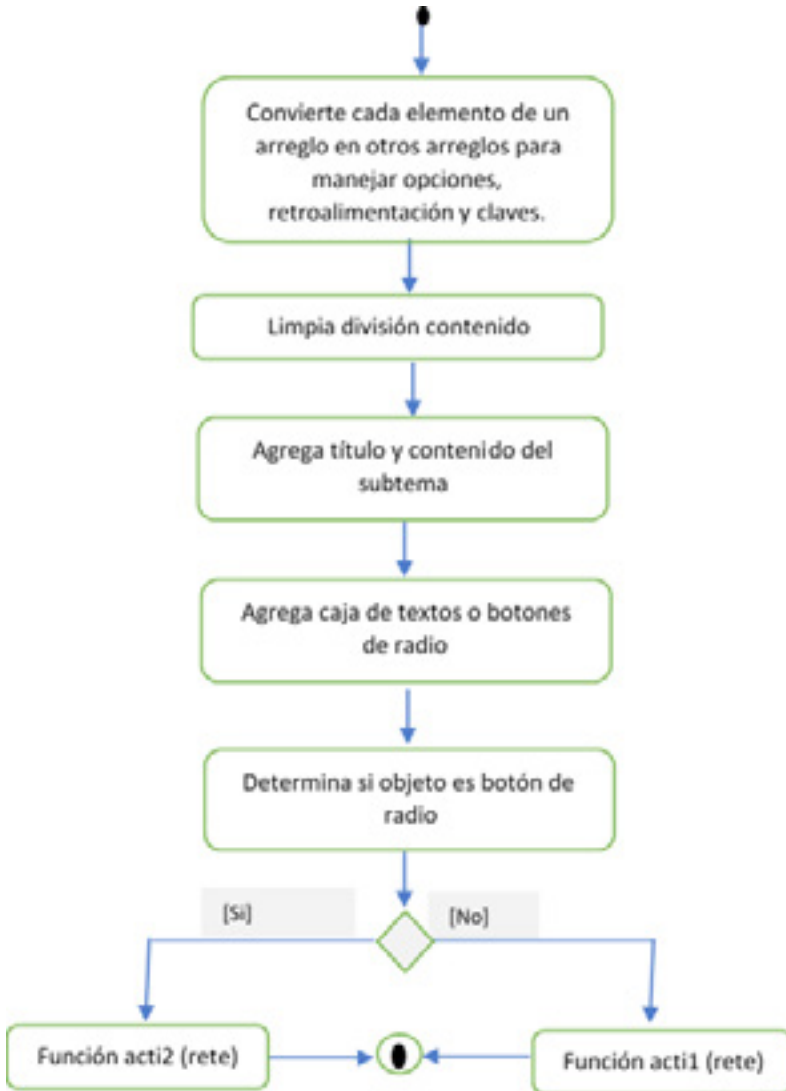 Convierte cada elemento de un
arreglo en otros arreglos para
manejar opciones,
retroalimentación y claves.
Limpia división contenido
Agrega título y contenido del
subtema
Agrega caja de textos o botones
de radio
Determina si objeto es botón de
radio
[Si]
[No]
Función acti2 (rete)
Función acti1 (rete)